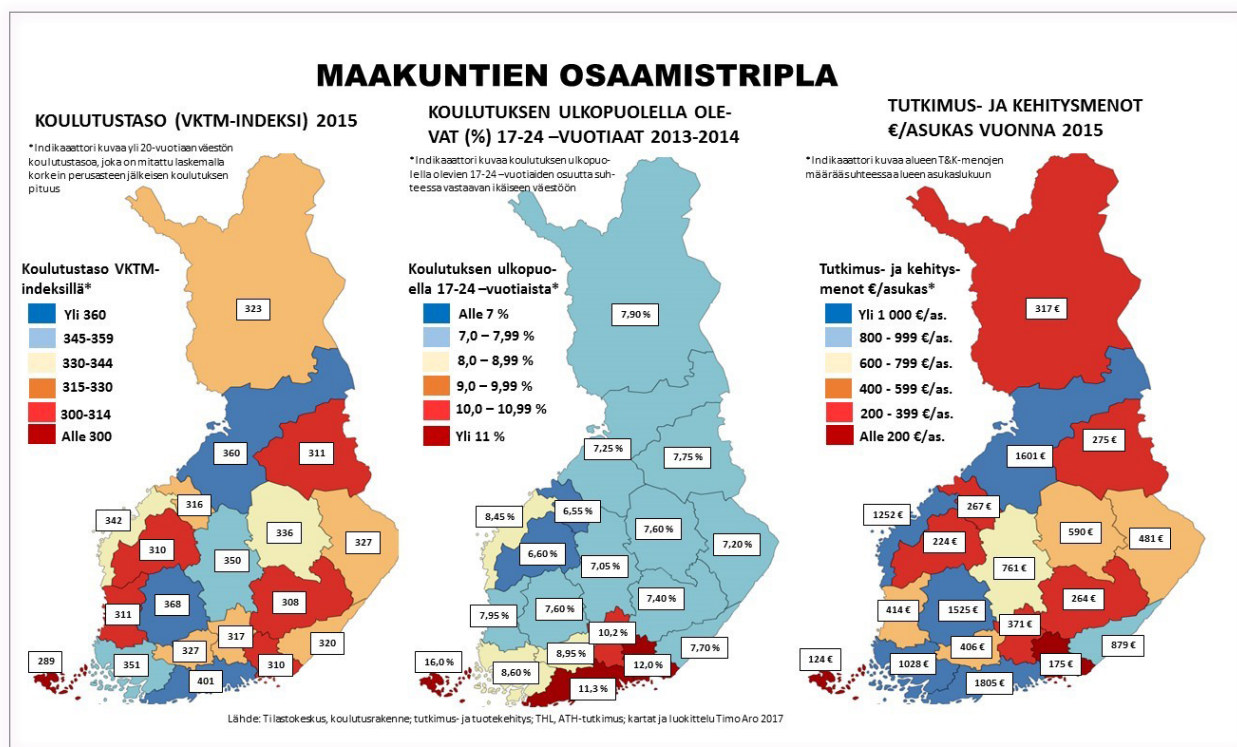 MAAKUNTIEN OSAAMISTRIPLA
KOULUTUSTASO (VKTM-INDEKSI) 2015
* Indikaaattori kuvaa yli 20-vuotiaan väestön
koulutustasoa, joka on mitattu laskemalla
korkein perusasteen jälkeisen koulutuksen
pituus
Koulutustaso VKTM-
indeksillä*
Yli 360
345-359
330-344
315-330
300-314
Alle 300
323
360
311
316
342
336
310
327
350
368
308
311
317
320
327
289
351
310
401
KOULUTUKSEN ULKOPUOLELLA OLE-
VAT (%) 17-24 –VUOTIAAT 2013-2014
* Indikaaattori kuvaa koulutuksen ulkopuo-
lella olevien 17-24 –vuotiaiden osuutta suh-
teessa vastaavan ikäiseen väestöön
Koulutuksen ulkopuo-
ella 17-24 –vuotiaista*
Alle 7 %
7,0 – 7,99 %
8,0 – 8,99 %
9,0 – 9,99 %
10,0 – 10,99 %
Yli 11 %
7,90 %
7,25 %
7,75 %
6,55 %
8,45 %
7,60 %
7,20 %
6,60 %
7,05 %
7,40 %
7,95 %
7,60 %
10,2 %
7,70 %
8,95 %
16,0 %
8,60 %
12,0 %
11,3 %
TUTKIMUS- JA KEHITYSMENOT
€/ASUKAS VUONNA 2015
* Indikaaattori kuvaa alueen T&K-menojen
määrää suhteessa alueen asukaslukuun
Tutkimus- ja kehitys-
menot €/asukas*
Yli 1 000 €/as.
800 - 999 €/as.
600 - 799 €/as.
400 - 599 €/as.
200 - 399 €/as.
Alle 200 €/as.
317 €
275 €
1601 €
267 €
1252 €
590 €
224 €
481 €
761 €
264 €
414 €
1525 €
371 €
406 €
879 €
124 €
1028 €
175 €
1805 €
Lähde: Tilastokeskus, koulutusrakenne; tutkimus- ja tuotekehitys; THL, ATH-tutkimus; kartat ja luokittelu Timo Aro 2017